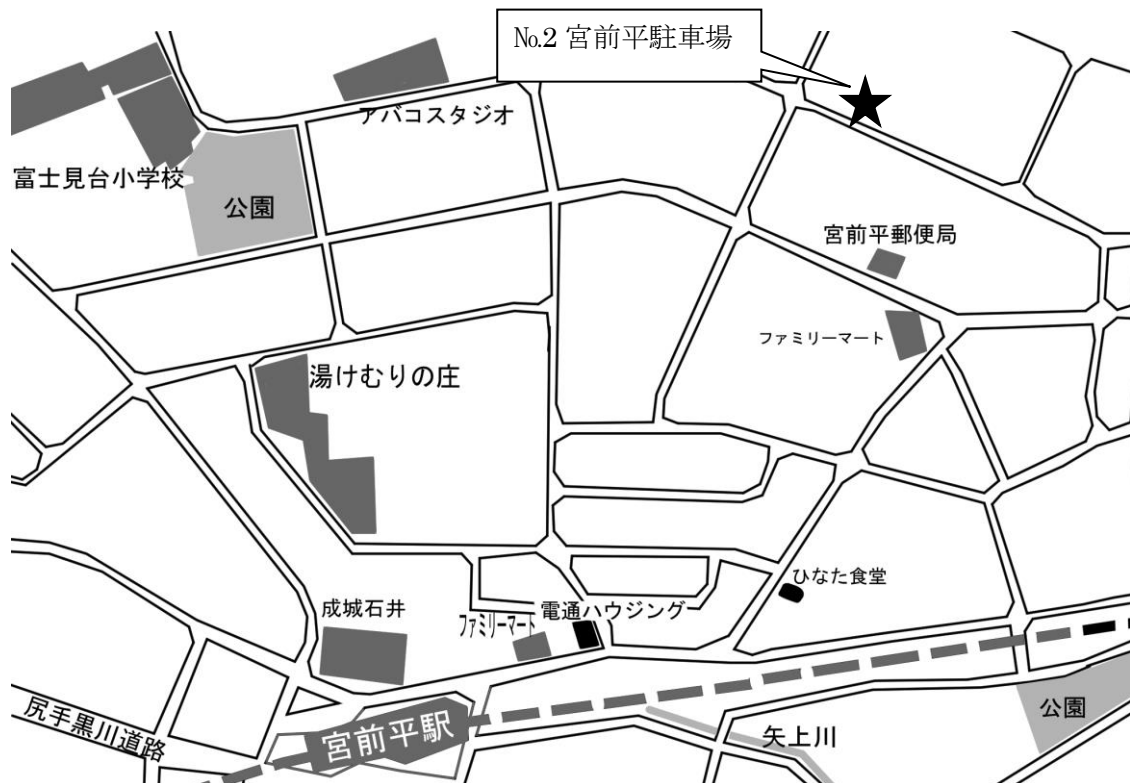 №2 宮前平駐車場
アバコスタジオ
富士見台小学校
公園
宮前平郵便局
ファミリーマート
湯けむりの庄
ひなた食堂
成城石井
ファミリーマート
電通ハウジング
尻手黒川道路
宮前平駅
矢上川
公園